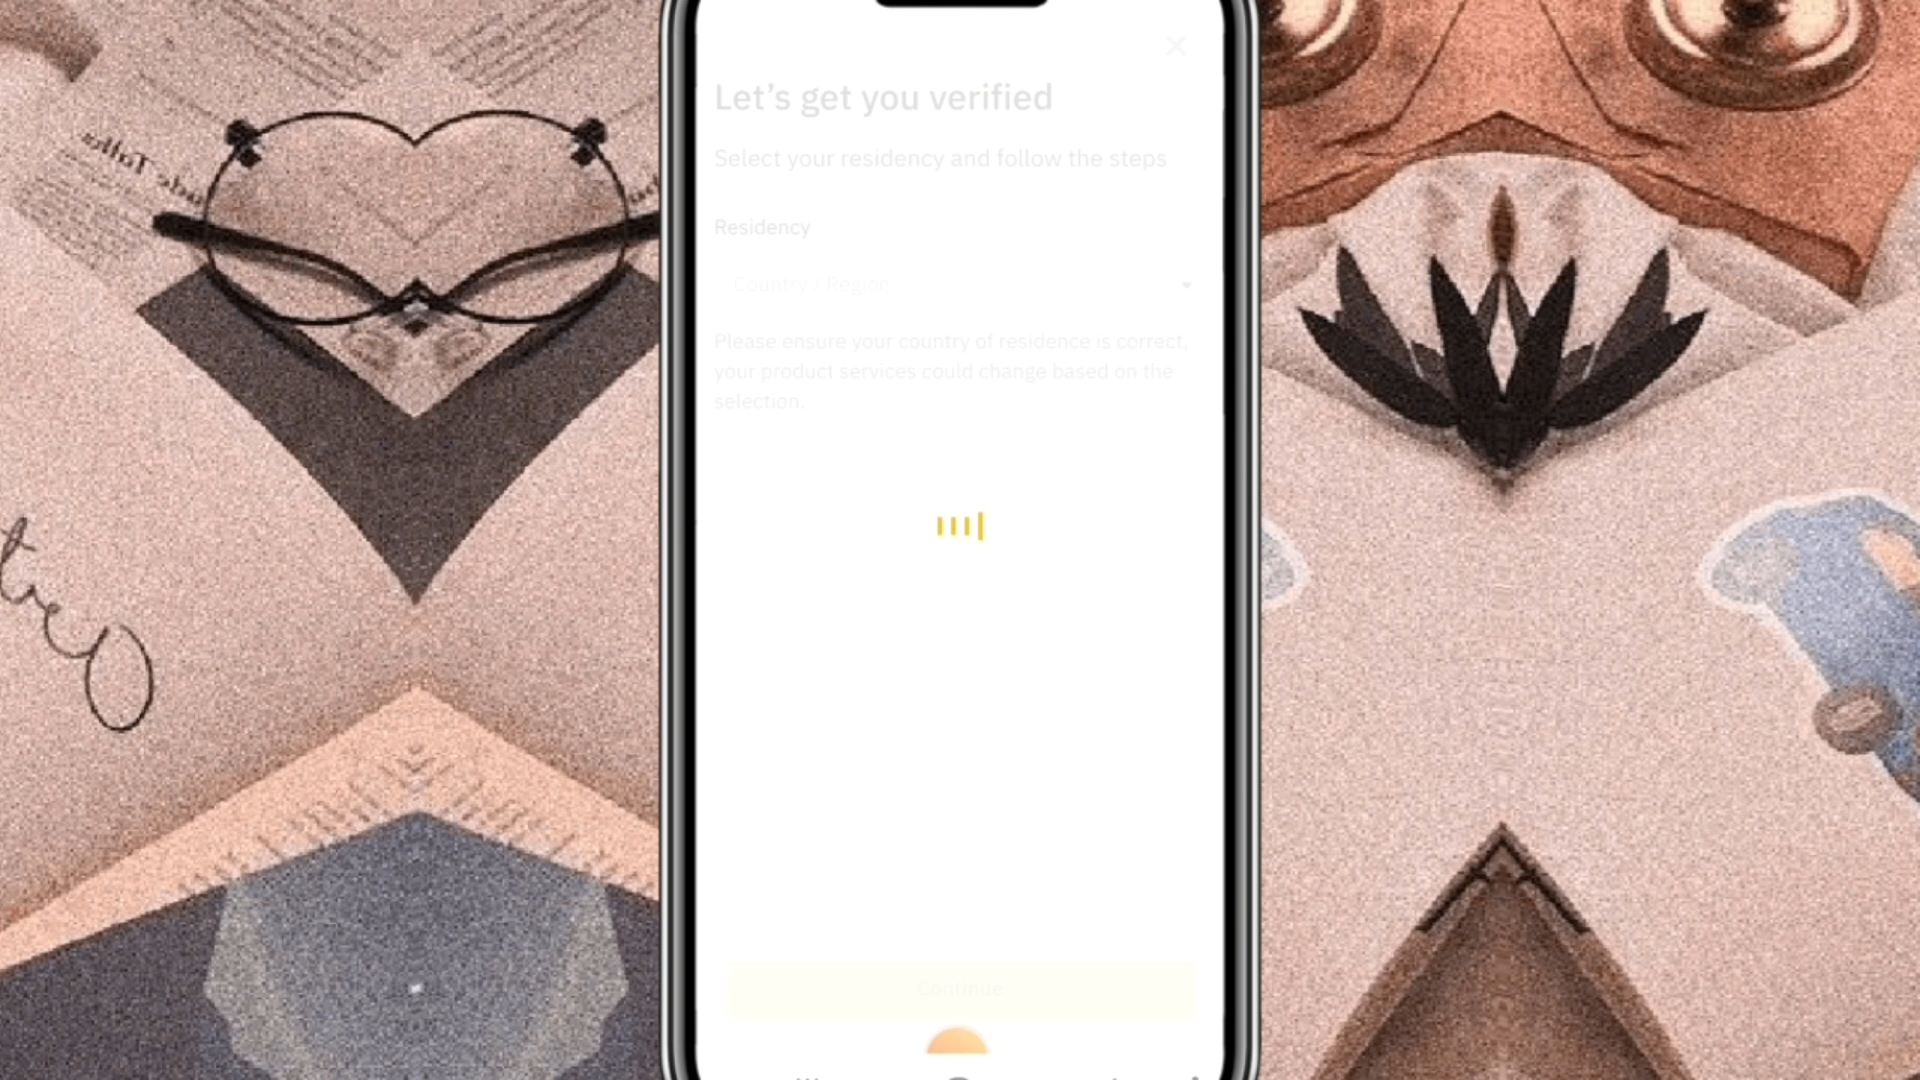 Let's get you verified
Select your residency and follow the steps
Residency
Country / Region
Please ensure your country of residence is correct,
your product services could change based on the
selection.
Continue